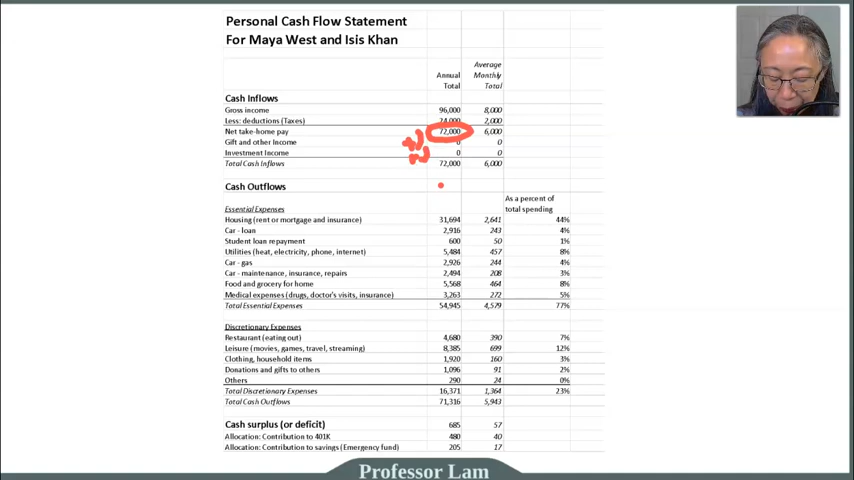 Personal Cash Flow Statement
For Maya West and Isis Khan
Average
Annual Monthly
Total Total
Cash Inflows
Gross income 96,000 8,000
Less: deductions (Taxes) 24,000 2,000
Net take-home pay 72,000 6,000
Gift and other Income 0 0
Investment Income 0 0
Total Cash Inflows 72,000 6,000
Cash Outflows
As a percent of
Essential Expenses total spending
Housing (rent or mortgage and insurance) 31,694 2,641 44%
Car - loan 2,916 243 4%
Student loan repayment 600 50 1%
Utilities (heat, electricity, phone, internet) 5,484 457 8%
Car - gas 2,926 244 4%
Car - maintenance, insurance, repairs 2,494 208 3%
Food and grocery for home 5,568 464 8%
Medical expenses (drugs, doctor's visits, insurance) 3,263 272 5%
Total Essential Expenses 54,945 4,579 77%
Discretionary Expenses
Restaurant (eating out) 4,680 390 7%
Leisure (movies, games, travel, streaming) 8,385 699 12%
Clothing, household items 1,920 160 3%
Donations and gifts to others 1,096 91 2%
Others 290 24 0%
Total Discretionary Expenses 16,371 1,364 23%
Total Cash Outflows 71,316 5,943
Cash surplus (or deficit) 685 57
Allocation: Contribution to 401K 480 40
Allocation: Contribution to savings (Emergency fund) 205 17
Professor Lam